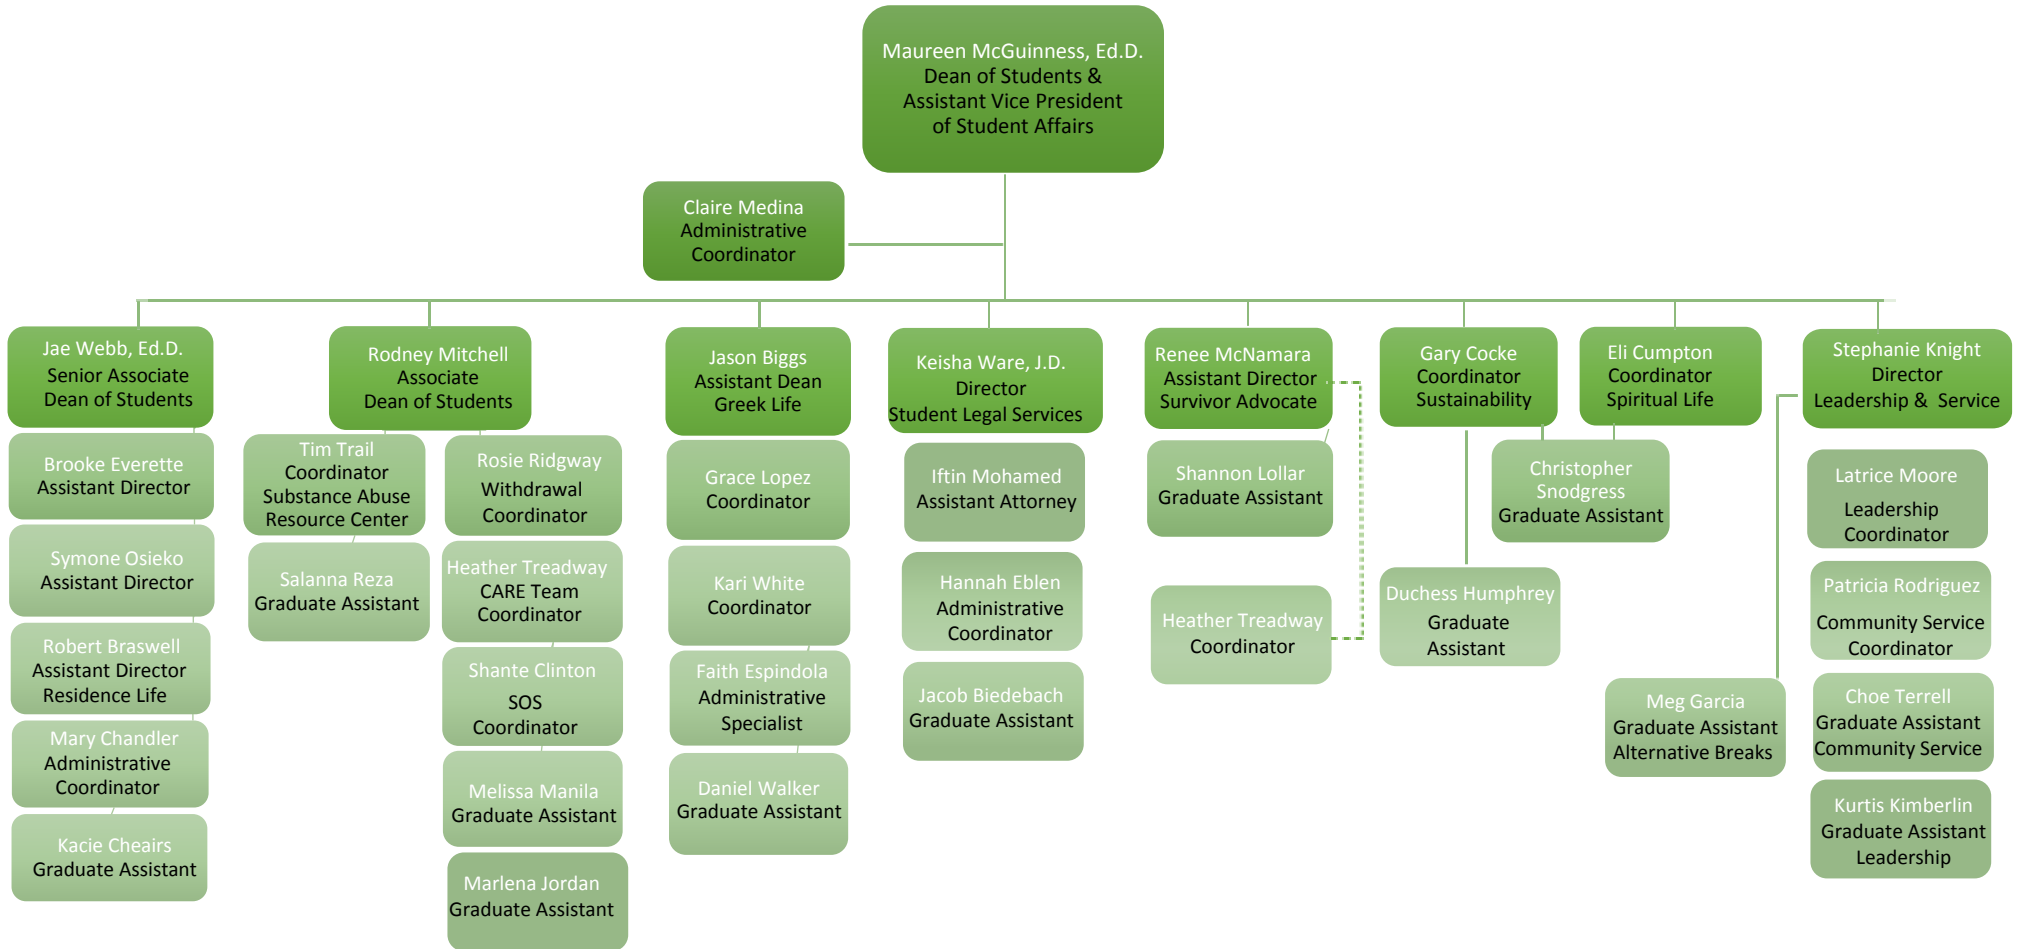 Maureen McGuinness, Ed.D.
Dean of Students &
Assistant Vice President
of Student Affairs
Claire Medina
Administrative
Coordinator
Jae Webb, Ed.D.
Senior Associate
Dean of Students
Brooke Everette
Assistant Director
Symone Osieko
Assistant Director
Robert Braswell
Assistant Director
Residence Life
Mary Chandler
Administrative
Coordinator
Kacie Cheairs
Graduate Assistant
Rodney Mitchell
Associate
Dean of Students
Tim Trail
Coordinator
Substance Abuse
Resource Center
Salanna Reza
Graduate Assistant
Rosie Ridgway
Withdrawal
Coordinator
Heather Treadway
CARE Team
Coordinator
Shante Clinton
SOS
Coordinator
Melissa Manila
Graduate Assistant
Marlena Jordan
Graduate Assistant
Jason Biggs
Assistant Dean
Greek Life
Grace Lopez
Coordinator
Kari White
Coordinator
Faith Espindola
Administrative
Specialist
Daniel Walker
Graduate Assistant
Keisha Ware, J.D.
Director
Student Legal Services
Iftin Mohamed
Assistant Attorney
Hannah Eblen
Administrative
Coordinator
Jacob Biedebach
Graduate Assistant
Renee McNamara
Assistant Director
Survivor Advocate
Shannon Lollar
Graduate Assistant
Heather Treadway
Coordinator
Gary Cocke
Coordinator
Sustainability
Duchess Humphrey
Graduate
Assistant
Eli Cumpton
Coordinator
Spiritual Life
Christopher
Snodgress
Graduate Assistant
Stephanie Knight
Director
Leadership & Service
Latrice Moore
Leadership
Coordinator
Patricia Rodriguez
Community Service
Coordinator
Meg Garcia
Graduate Assistant
Alternative Breaks
Choe Terrell
Graduate Assistant
Community Service
Kurtis Kimberlin
Graduate Assistant
Leadership